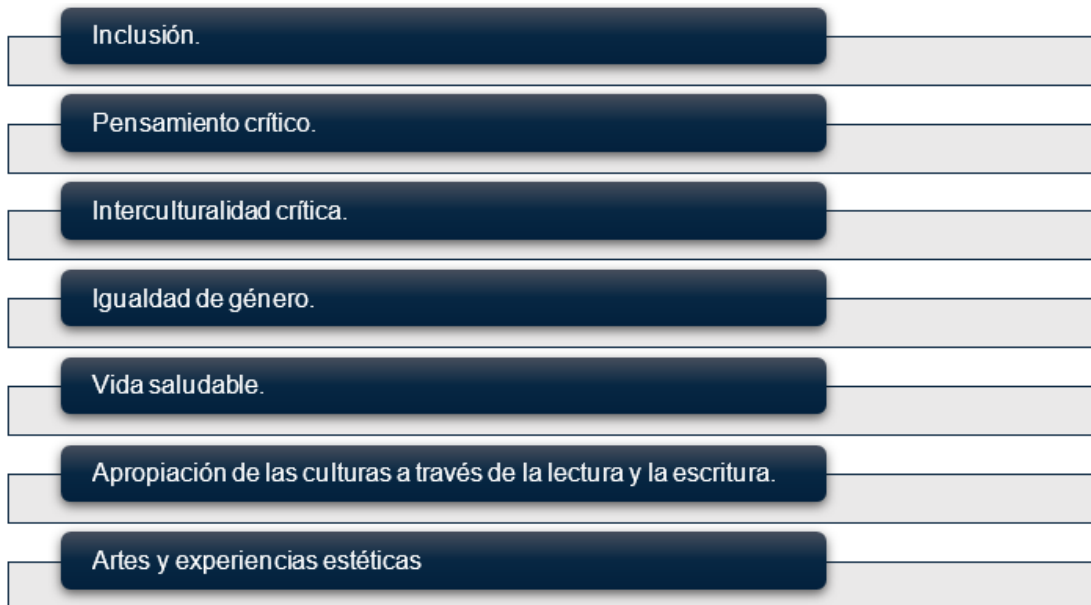 Inclusión.
Pensamiento crítico.
Interculturalidad crítica.
Igualdad de género.
Vida saludable.
Apropiación de las culturas a través de la lectura y la escritura.
Artes y experiencias estéticas